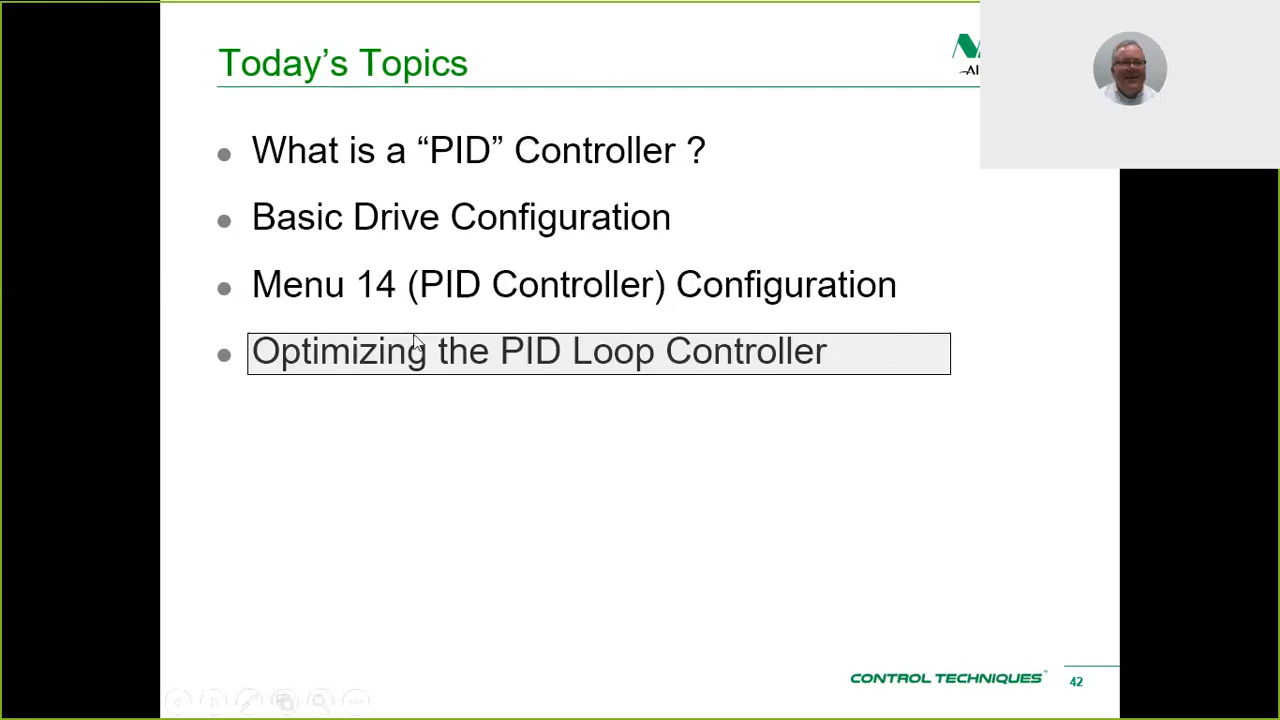 Today’s Topics
What is a “PID” Controller ?
Basic Drive Configuration
Menu 14 (PID Controller) Configuration
Optimizing the PID Loop Controller
CONTROL TECHNIQUES™
42